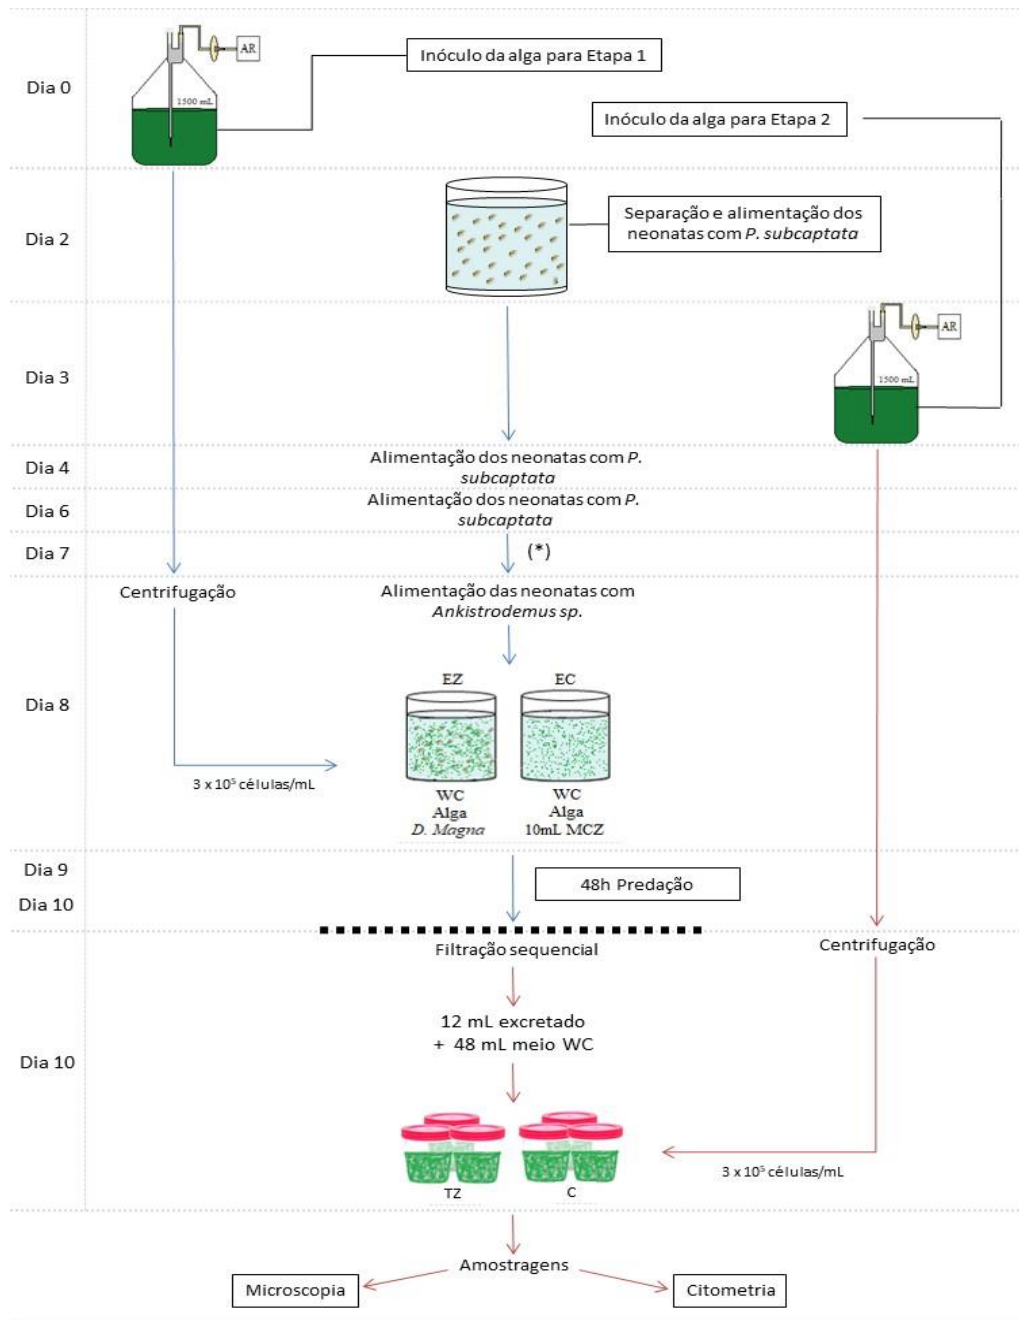 AR
Inóculo da alga para Etapa 1
Dia 0
1500 mL
Inóculo da alga para Etapa 2
Dia 2
Separação e alimentação dos
neonatas com P. subcaptata
AR
Dia 3
1500 mL
Dia 4
Alimentação dos neonatas com P.
subcaptata
Dia 6
Alimentação dos neonatas com P.
subcaptata
Dia 7
(*)
Centrifugação
Alimentação das neonatas com
Ankistrodemus sp.
Dia 8
EZ
EC
3 x 10⁵ células/mL
WC
Alga
D. Magna
WC
Alga
10mL MCZ
Dia 9
Dia 10
48h Predação
Filtração sequencial
Centrifugação
12 mL excretado
+ 48 mL meio WC
Dia 10
3 x 10⁵ células/mL
TZ
C
Amostragens
Microscopia
Citometria